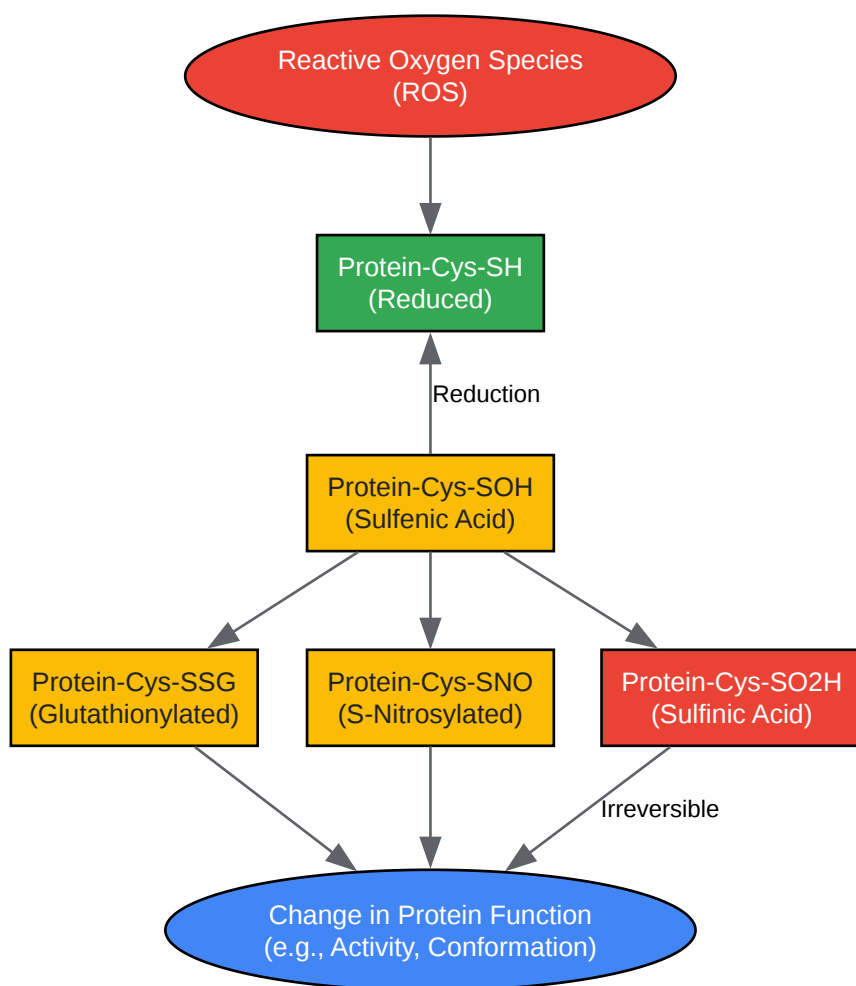 Reactive Oxygen Species
(ROS)
Protein-Cys-SH
(Reduced)
Reduction
Protein-Cys-SOH
(Sulfenic Acid)
Protein-Cys-SSG
(Glutathionylated)
Protein-Cys-SNO
(S-Nitrosylated)
Protein-Cys-SO2H
(Sulfinic Acid)
Irreversible
Change in Protein Function
(e.g., Activity, Conformation)